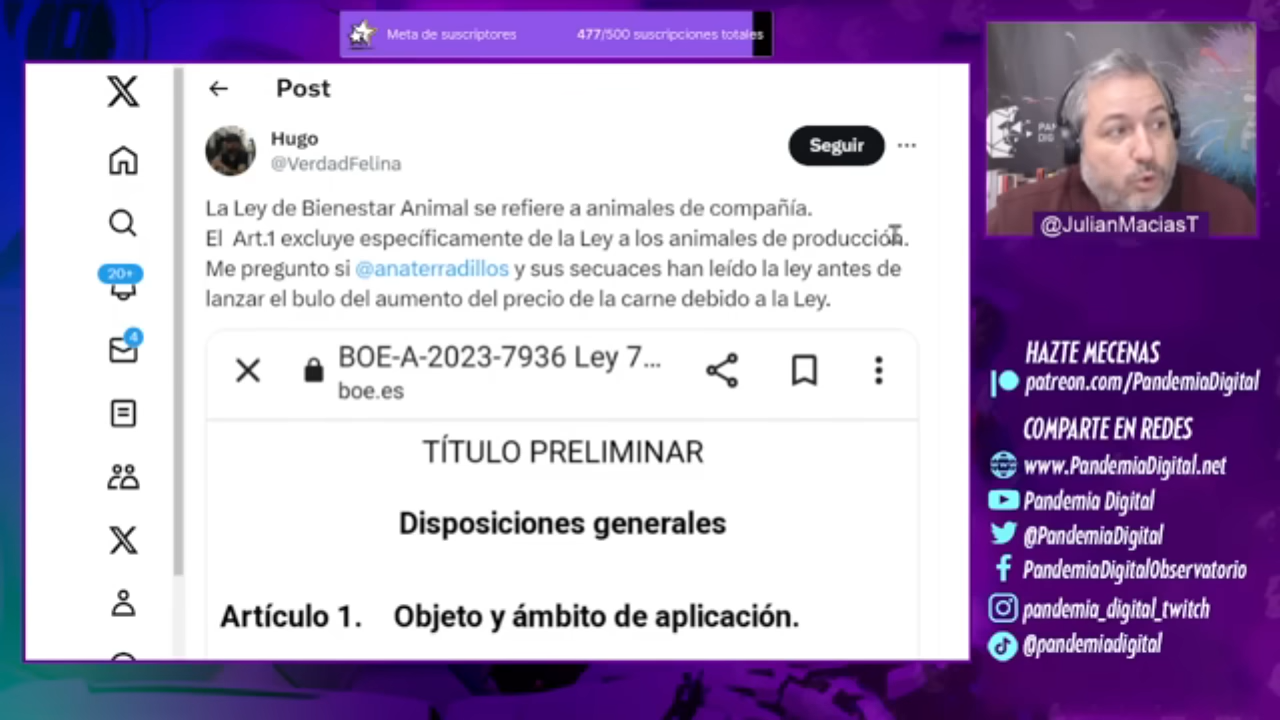 Meta de suscriptores 477/500 suscripciones totales
Post
Hugo
@VerdadFelina
Seguir
La Ley de Bienestar Animal se refiere a animales de compañía.
El Art.1 excluye específicamente de la Ley a los animales de producción.
Me pregunto si @anaterradillos y sus secuaces han leído la ley antes de
lanzar el bulo del aumento del precio de la carne debido a la Ley.
20+
4
BOE-A-2023-7936 Ley 7...
boe.es
TÍTULO PRELIMINAR
Disposiciones generales
Artículo 1. Objeto y ámbito de aplicación.
@JulianMaciasT
HAZTE MECENAS
patreon.com/PandemiaDigital
COMPARTE EN REDES
www.PandemiaDigital.net
Pandemia Digital
@PandemiaDigital
PandemiaDigitalObservatorio
pandemia_digital_twitch
@pandemiadigital